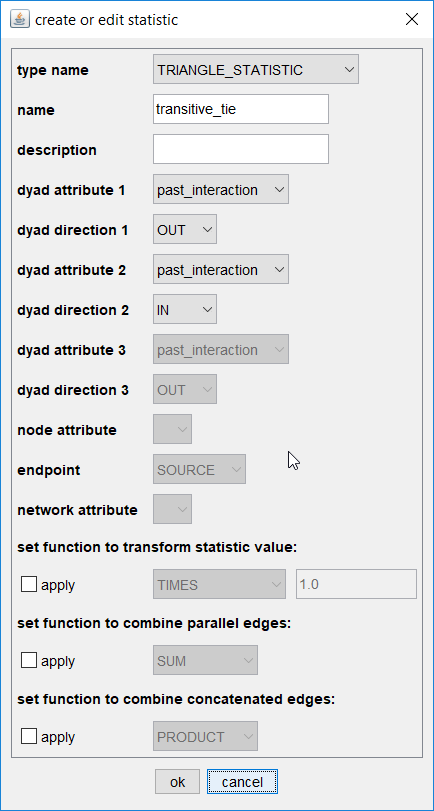 create or edit statistic
type name TRIANGLE_STATISTIC
name transitive_tie
description
dyad attribute 1 past_interaction
dyad direction 1 OUT
dyad attribute 2 past_interaction
dyad direction 2 IN
dyad attribute 3 past_interaction
dyad direction 3 OUT
node attribute
endpoint SOURCE
network attribute
set function to transform statistic value:
apply TIMES 1.0
set function to combine parallel edges:
apply SUM
set function to combine concatenated edges:
apply PRODUCT
ok cancel